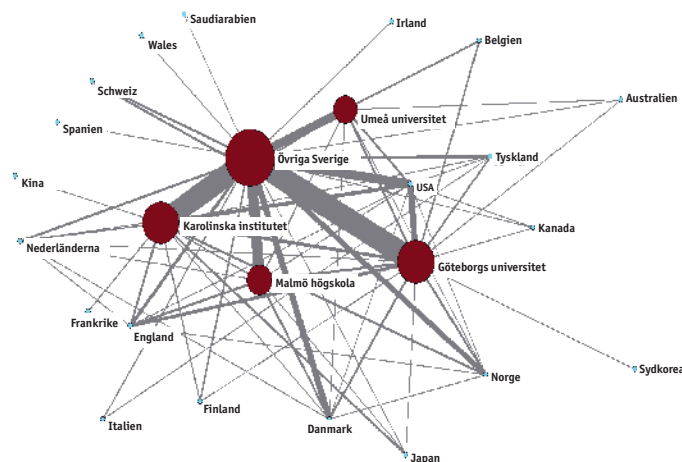 Saudiarabien
Irland
Wales
Belgien
Schweiz
Australien
Umeå universitet
Spanien
Övriga Sverige
Tyskland
USA
Kina
Karolinska institutet
Kanada
Nederländerna
Göteborgs universitet
Malmö högskola
Frankrike
England
Norge
Sydkorea
Finland
Italien
Danmark
Japan